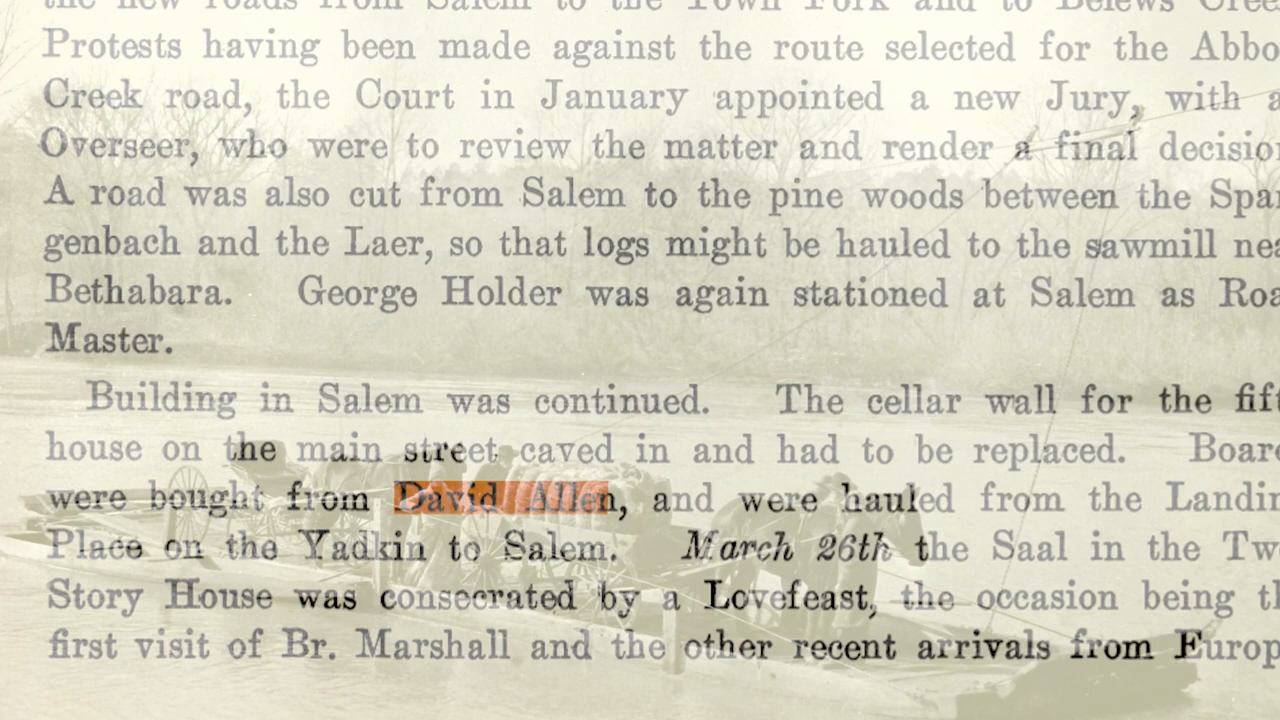 the new roads from Salem to the Town Fork and to Belews Cree
Protests having been made against the route selected for the Abbo
Creek road, the Court in January appointed a new Jury, with a
Overseer, who were to review the matter and render a final decision
A road was also cut from Salem to the pine woods between the Span
genbach and the Laer, so that logs might be hauled to the sawmill nea
Bethabara. George Holder was again stationed at Salem as Roa
Master.
Building in Salem was continued. The cellar wall for the fift
house on the main street caved in and had to be replaced. Board
were bought from David Allen, and were hauled from the Landin
Place on the Yadkin to Salem. March 26th the Saal in the Two
Story House was consecrated by a Lovefeast, the occasion being th
first visit of Br. Marshall and the other recent arrivals from Europ